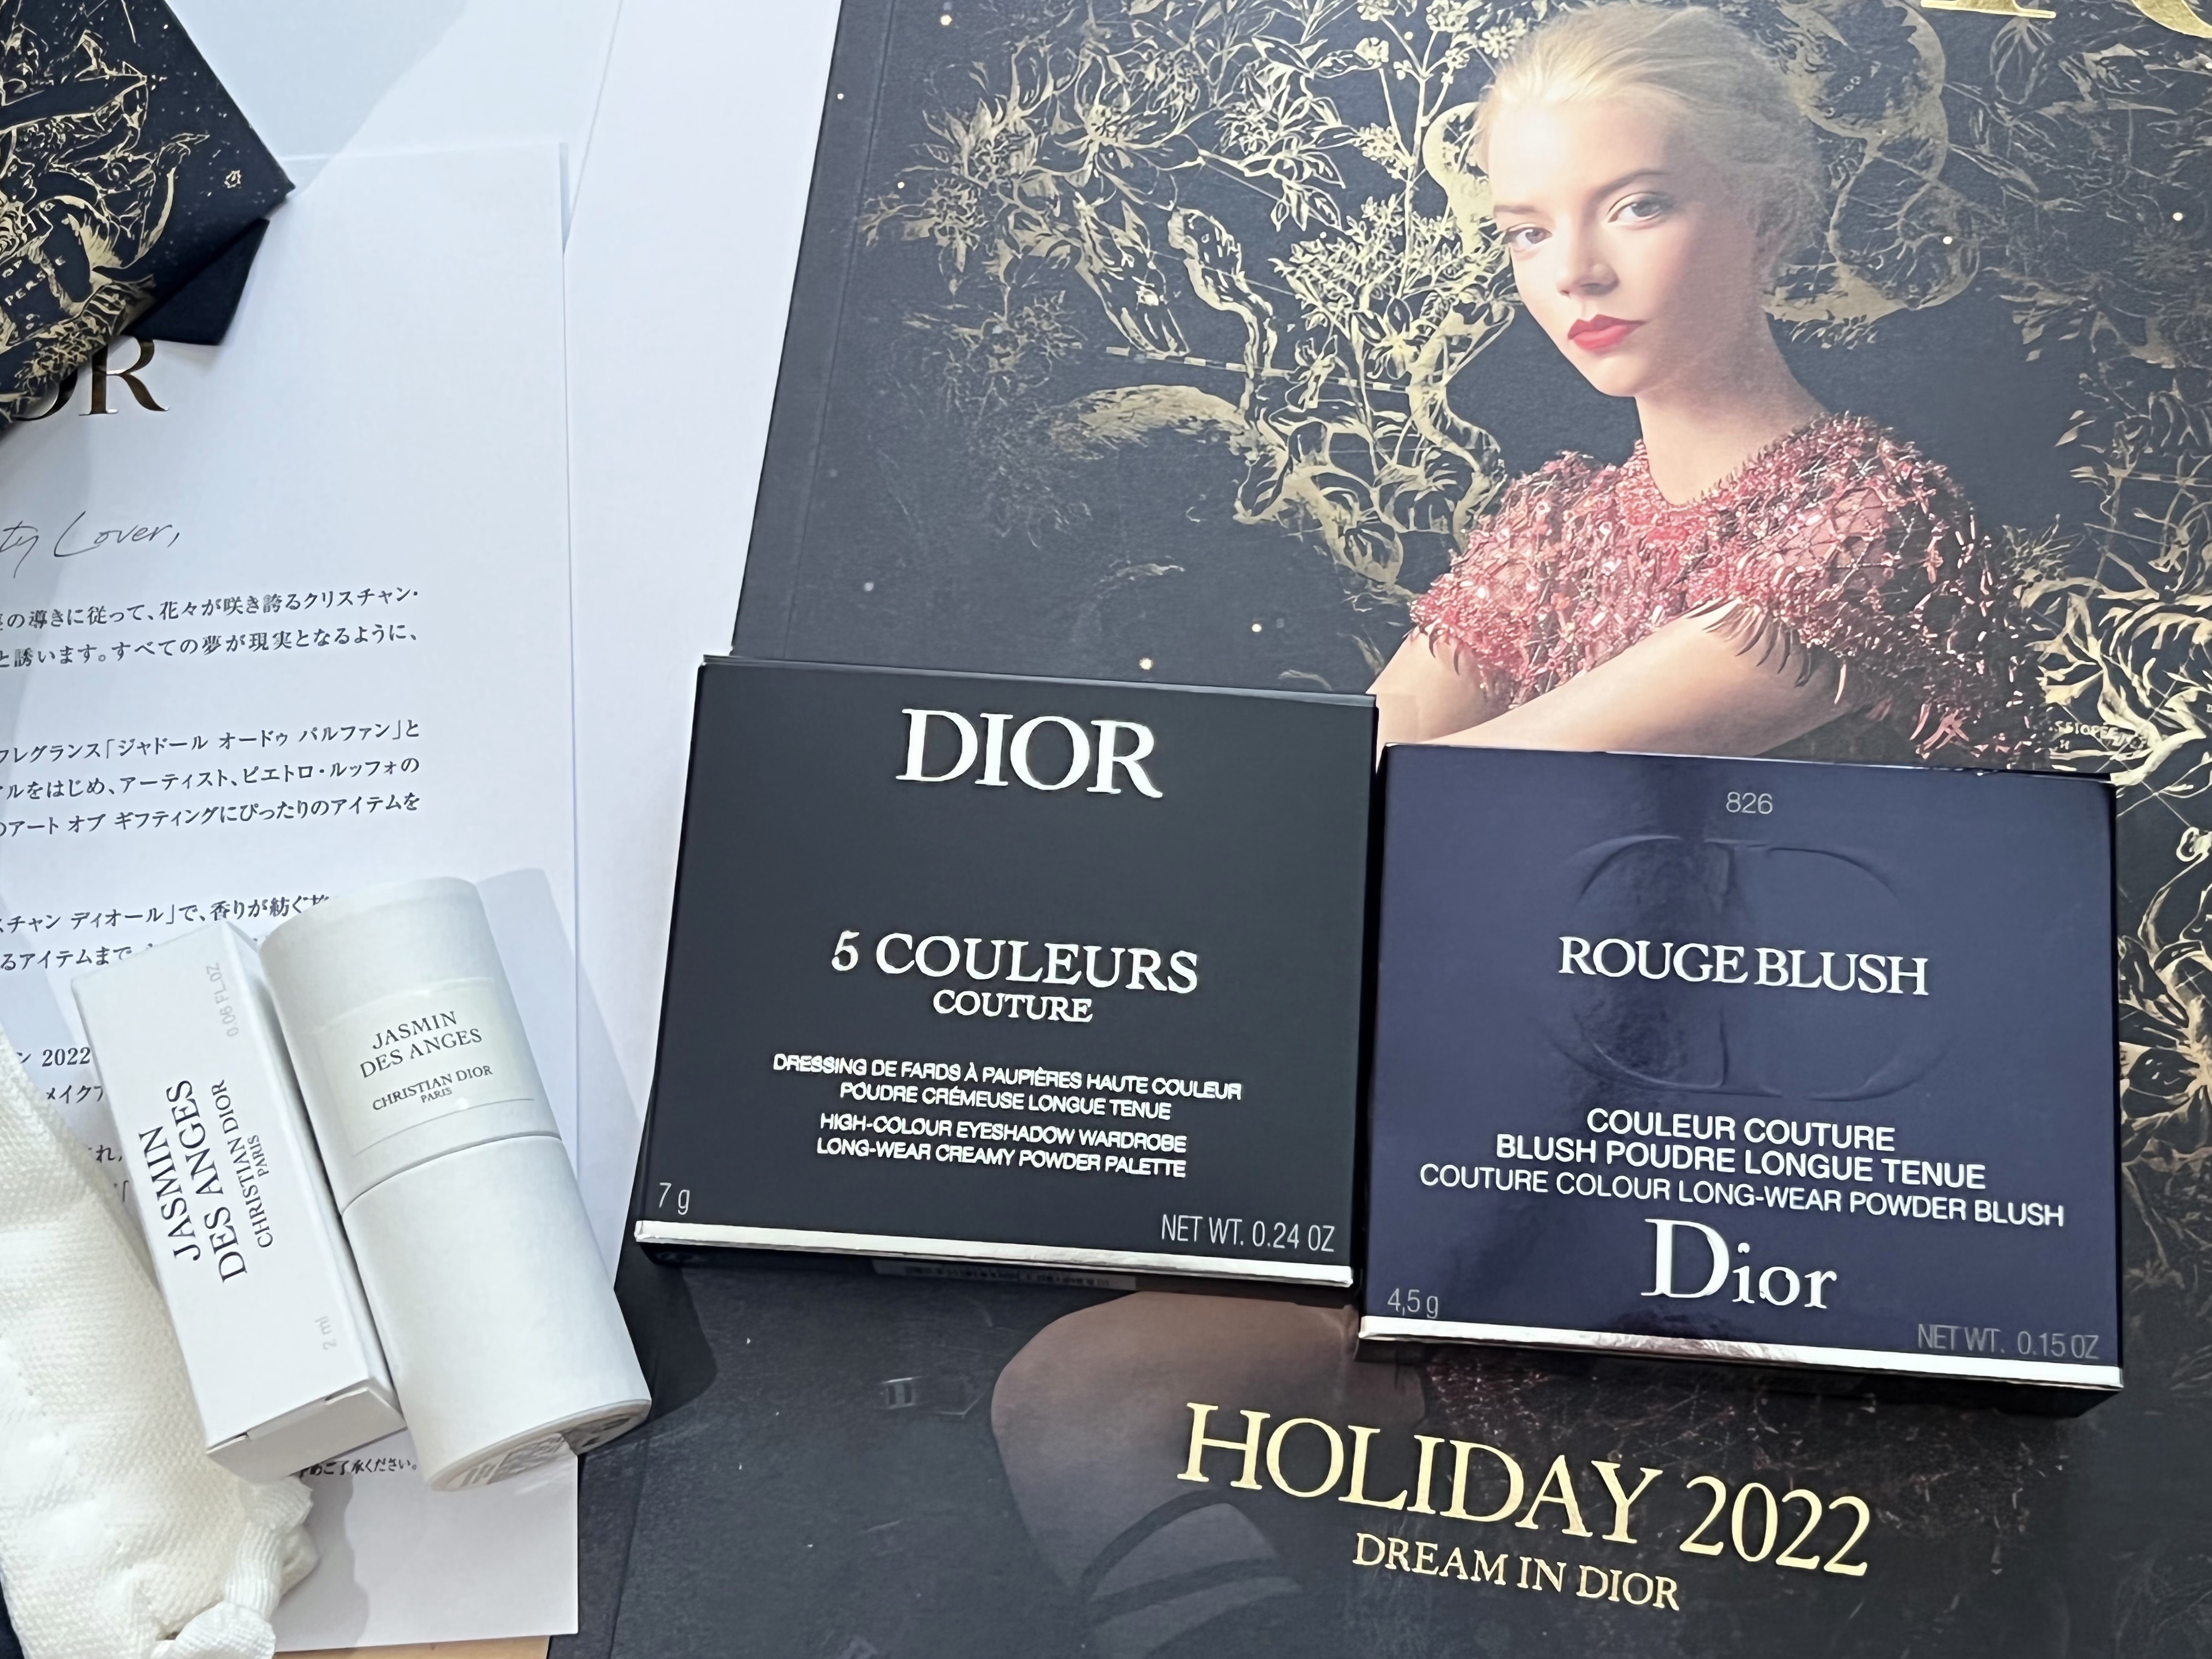 ty Lover,
の導きに従って、花々が咲き誇るクリスチャン・
と誘います。すべての夢が現実となるように、
フレグランス「ジャドール オードゥ パルファン」と
ルをはじめ、アーティスト、ピエトロ・ルッフォの
のアート オブ ギフティングにぴったりのアイテムを
スチャン ディオール」で、香りが紡ぐ
るアイテムまで、
ン 2022
メイクア
めご了承ください。
0.06 FL.OZ
JASMIN
DES ANGES
CHRISTIAN DIOR
PARIS
2 ml
JASMIN
DES ANGES
CHRISTIAN DIOR
PARIS
DIOR
5 COULEURS
COUTURE
DRESSING DE FARDS À PAUPIÈRES HAUTE COULEUR
POUDRE CRÉMEUSE LONGUE TENUE
HIGH-COLOUR EYESHADOW WARDROBE
LONG-WEAR CREAMY POWDER PALETTE
7 g
NET WT. 0.24 OZ
826
ROUGE BLUSH
COULEUR COUTURE
BLUSH POUDRE LONGUE TENUE
COUTURE COLOUR LONG-WEAR POWDER BLUSH
Dior
4,5 g
NET WT. 0.15 OZ
HOLIDAY 2022
DREAM IN DIOR